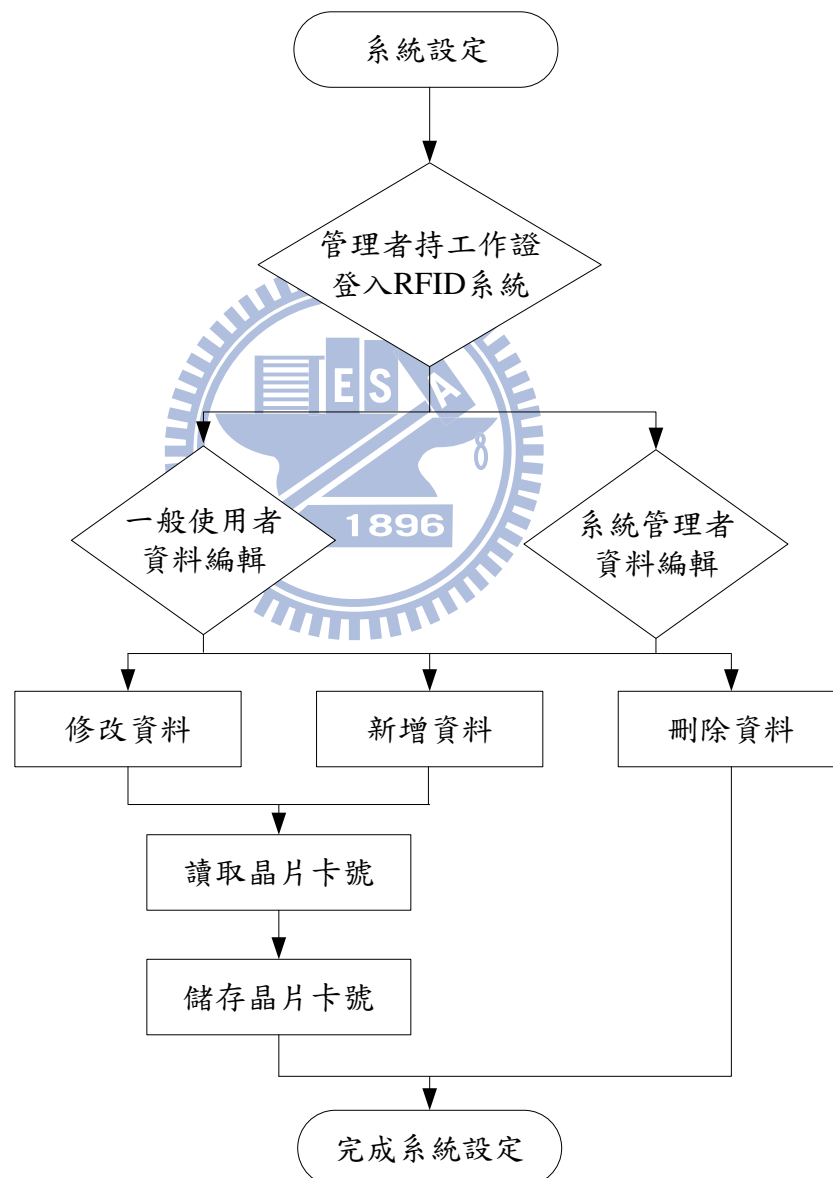 系統設定
管理者持工作證
登入RFID系統
E S A
一般使用者
資料編輯
1896
系統管理者
資料編輯
修改資料
新增資料
刪除資料
讀取晶片卡號
儲存晶片卡號
完成系統設定